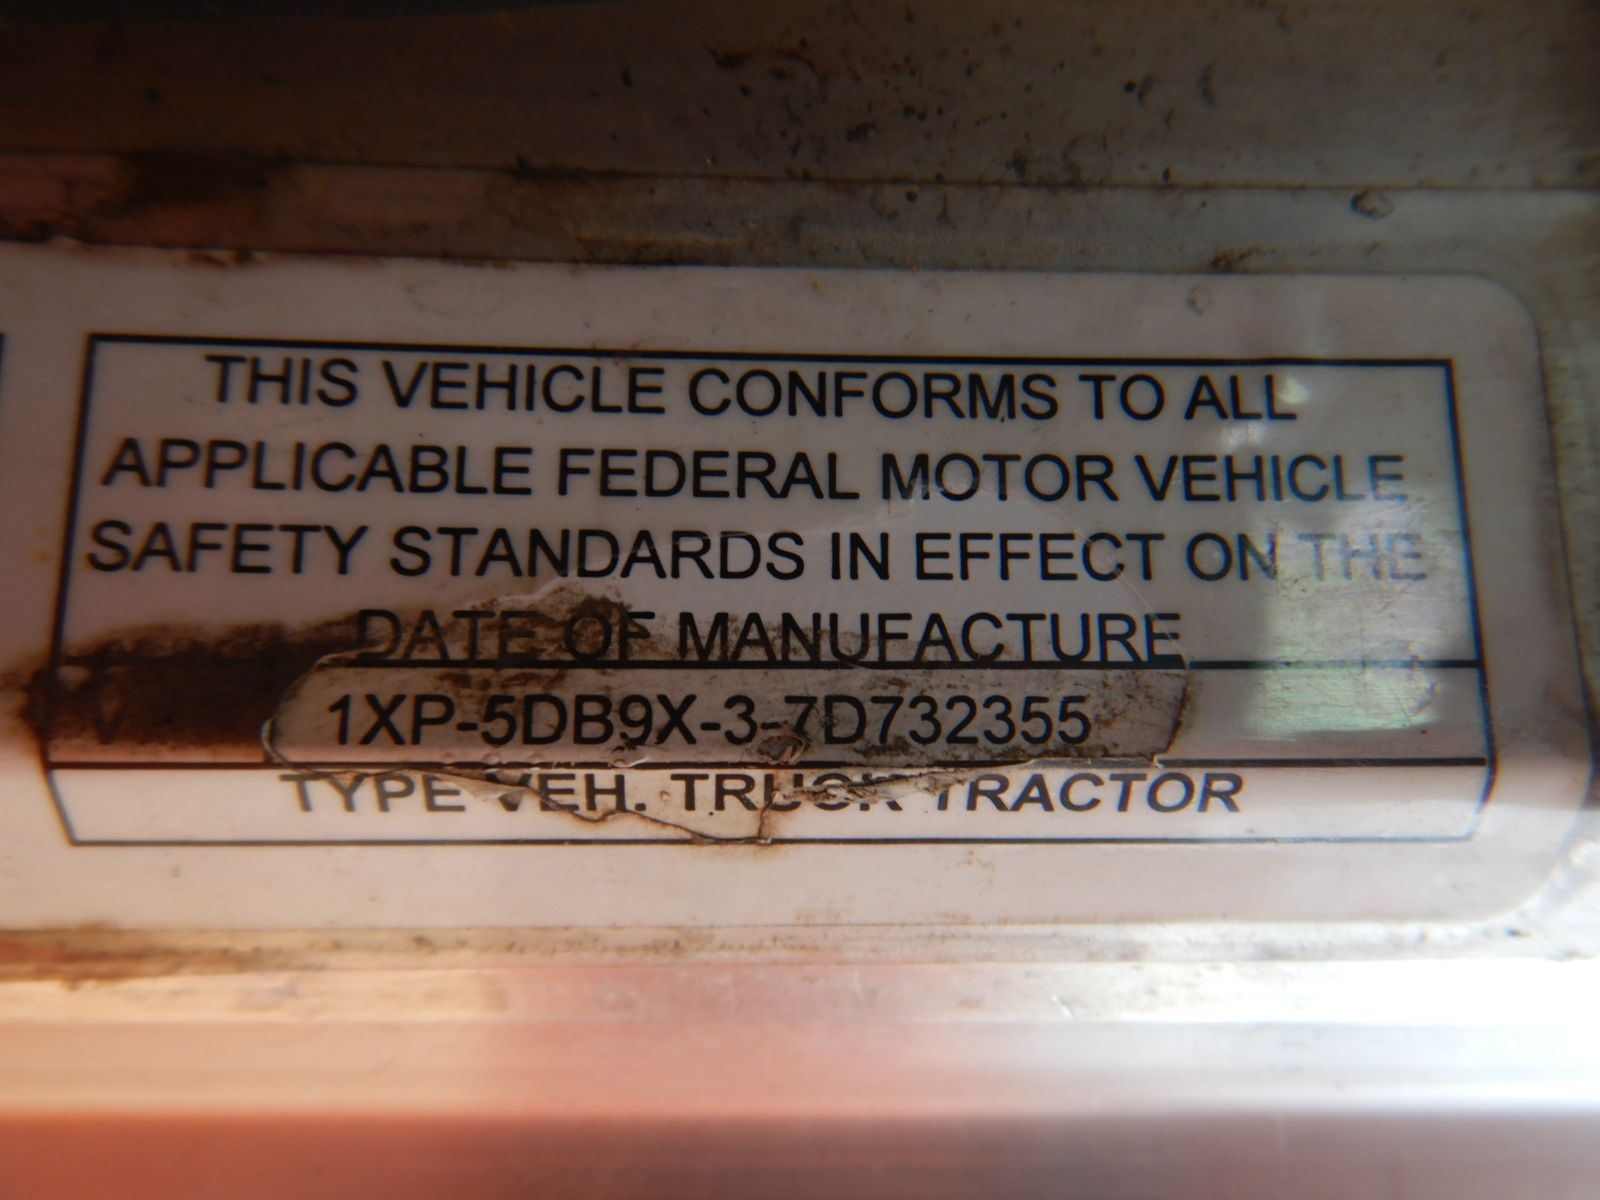 THIS VEHICLE CONFORMS TO ALL
APPLICABLE FEDERAL MOTOR VEHICLE
SAFETY STANDARDS IN EFFECT ON THE
DATE OF MANUFACTURE
1XP-5DB9X-3-7D732355
TYPE VEH. TRUCK TRACTOR